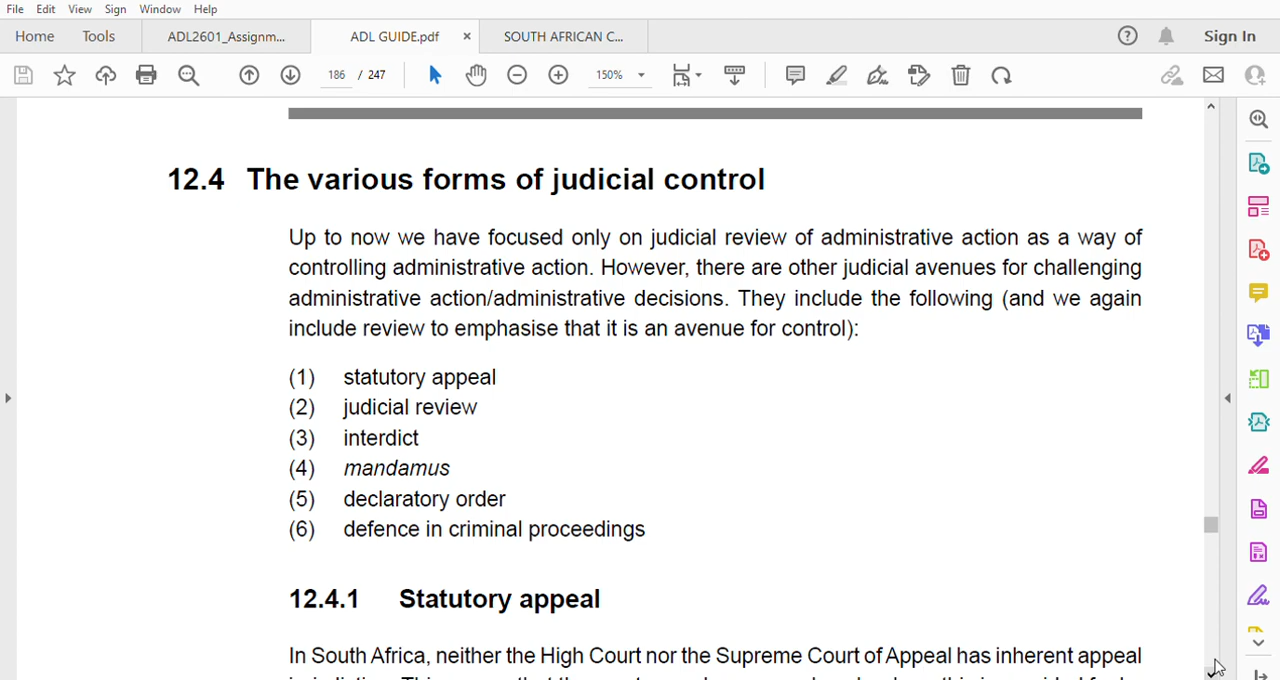 File Edit View Sign Window Help
Home Tools ADL2601_Assignm... ADL GUIDE.pdf × SOUTH AFRICAN C... Sign In
186 / 247 150%
12.4 The various forms of judicial control
Up to now we have focused only on judicial review of administrative action as a way of
controlling administrative action. However, there are other judicial avenues for challenging
administrative action/administrative decisions. They include the following (and we again
include review to emphasise that it is an avenue for control):
(1) statutory appeal
(2) judicial review
(3) interdict
(4) mandamus
(5) declaratory order
(6) defence in criminal proceedings
12.4.1 Statutory appeal
In South Africa, neither the High Court nor the Supreme Court of Appeal has inherent appeal